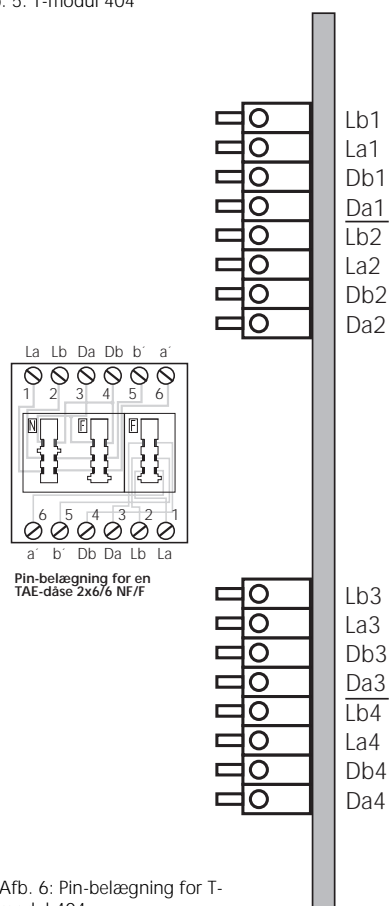 5: T-modul 404
Lb1
La1
Db1
Da1
Lb2
La2
Db2
Da2
La Lb Da Db b´ a´
1 2 3 4 5 6
N F F
6 5 4 3 2 1
a´ b´ Db Da Lb La
Pin-belægning for en
TAE-dåse 2x6/6 NF/F
Lb3
La3
Db3
Da3
Lb4
La4
Db4
Da4
Afb. 6: Pin-belægning for T-